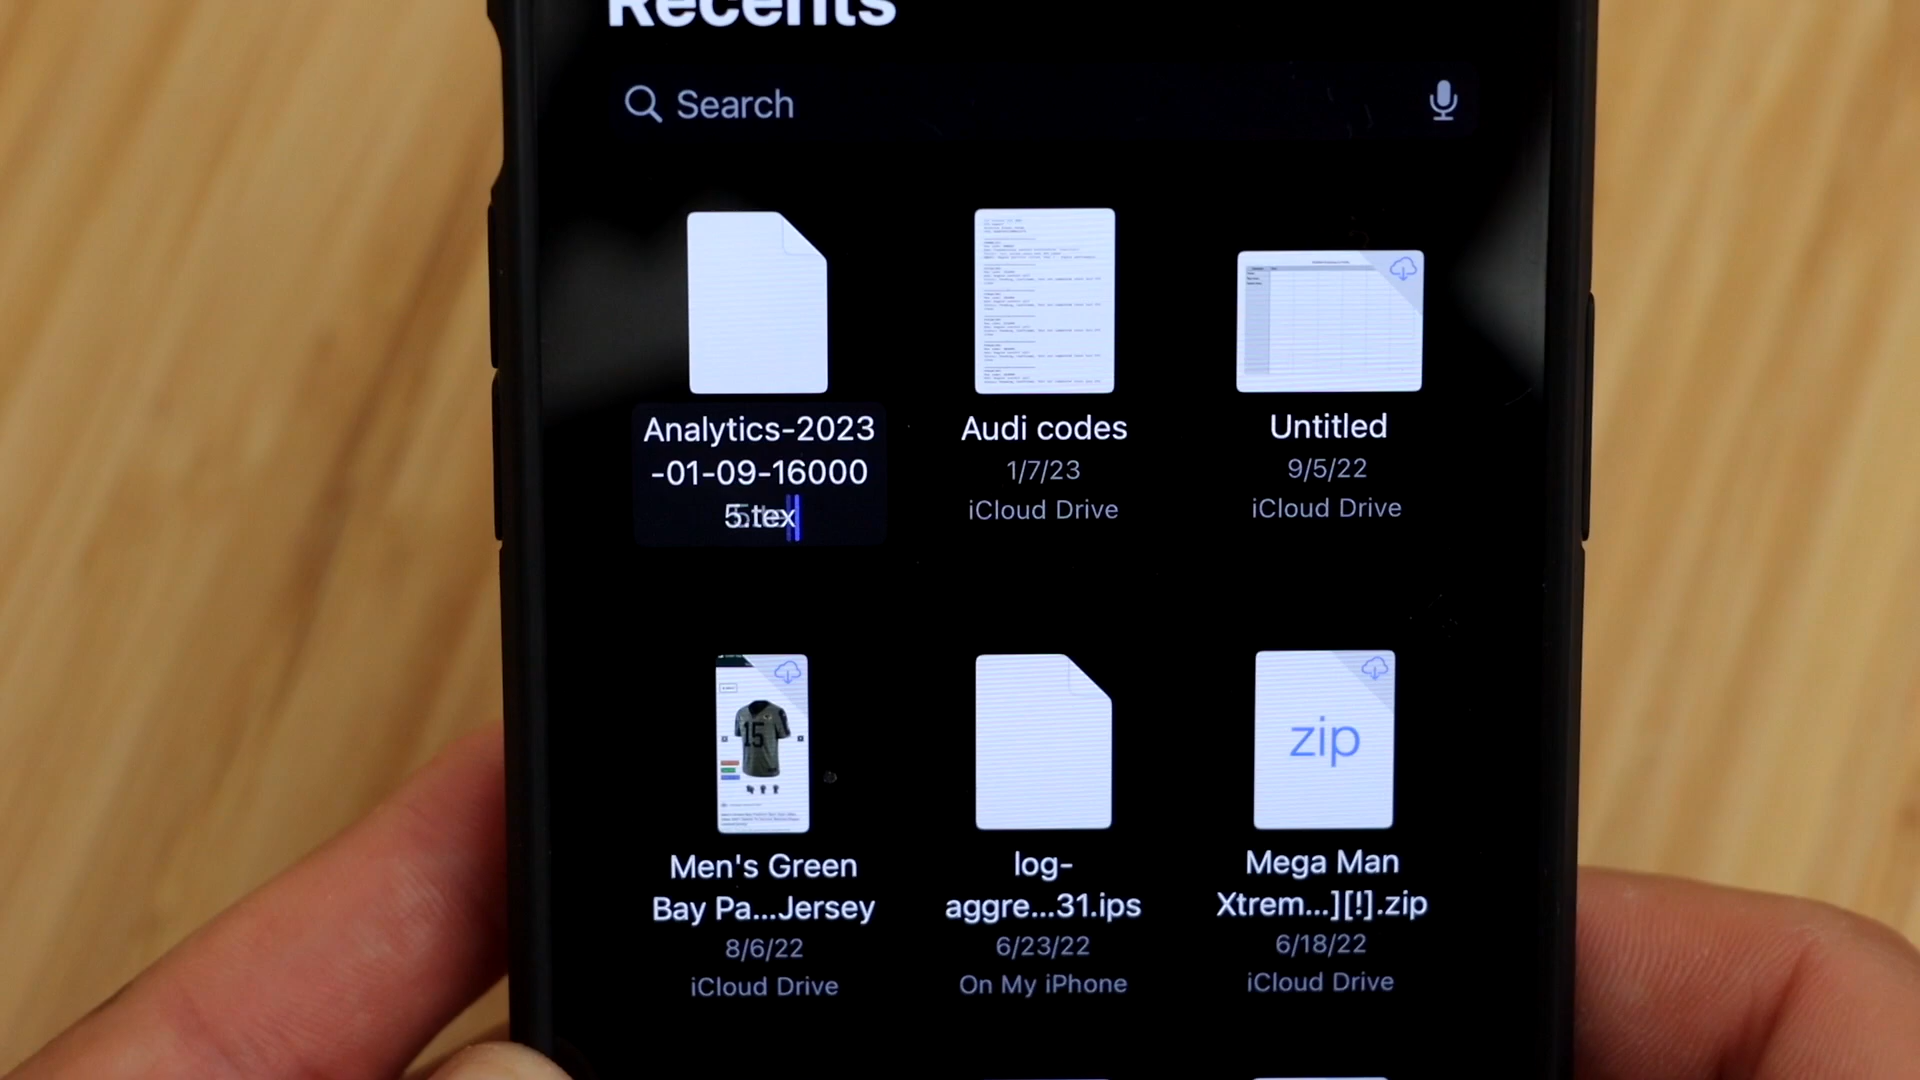 Recents
Search
Analytics-2023
-01-09-16000
5.tex
Audi codes
1/7/23
iCloud Drive
Untitled
9/5/22
iCloud Drive
15
zip
Men's Green
Bay Pa...Jersey
8/6/22
iCloud Drive
log-
aggre...31.ips
6/23/22
On My iPhone
Mega Man
Xtrem...][!].zip
6/18/22
iCloud Drive